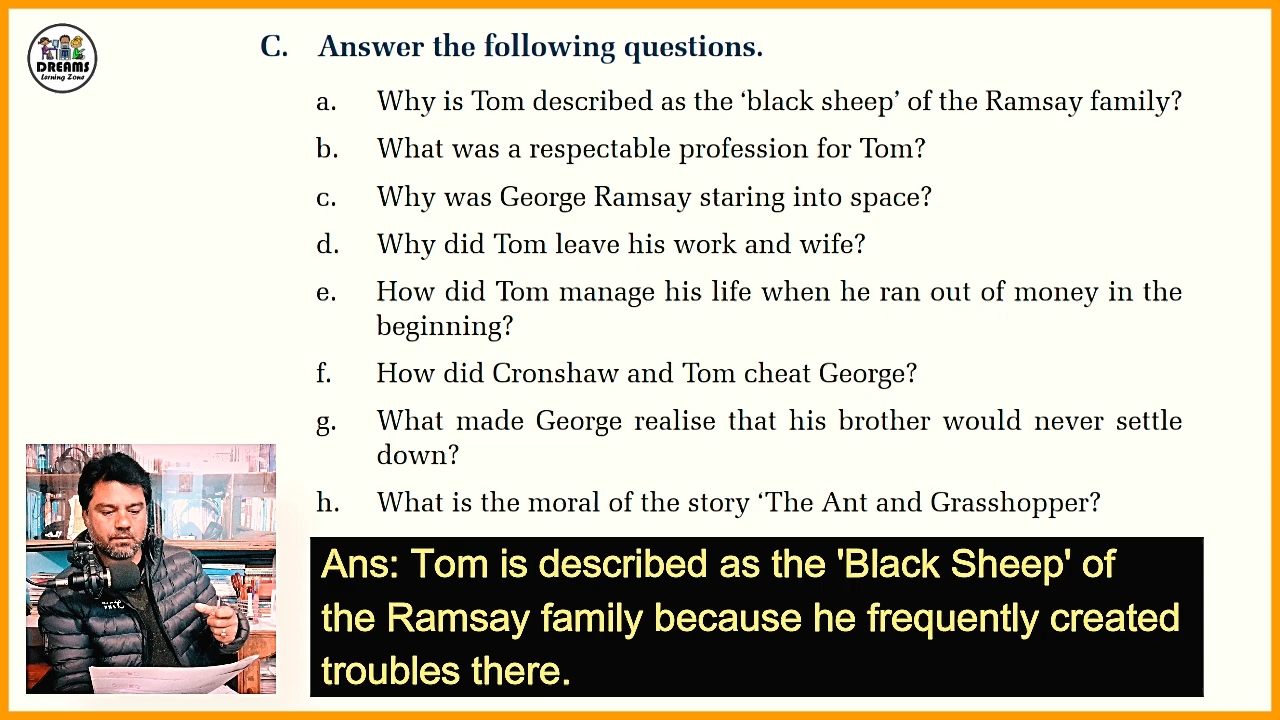 DREAMS
Lerning Zone
C. Answer the following questions.
a. Why is Tom described as the ‘black sheep’ of the Ramsay family?
b. What was a respectable profession for Tom?
c. Why was George Ramsay staring into space?
d. Why did Tom leave his work and wife?
e. How did Tom manage his life when he ran out of money in the
beginning?
f. How did Cronshaw and Tom cheat George?
g. What made George realise that his brother would never settle
down?
h. What is the moral of the story ‘The Ant and Grasshopper?
Ans: Tom is described as the 'Black Sheep' of
the Ramsay family because he frequently created
troubles there.